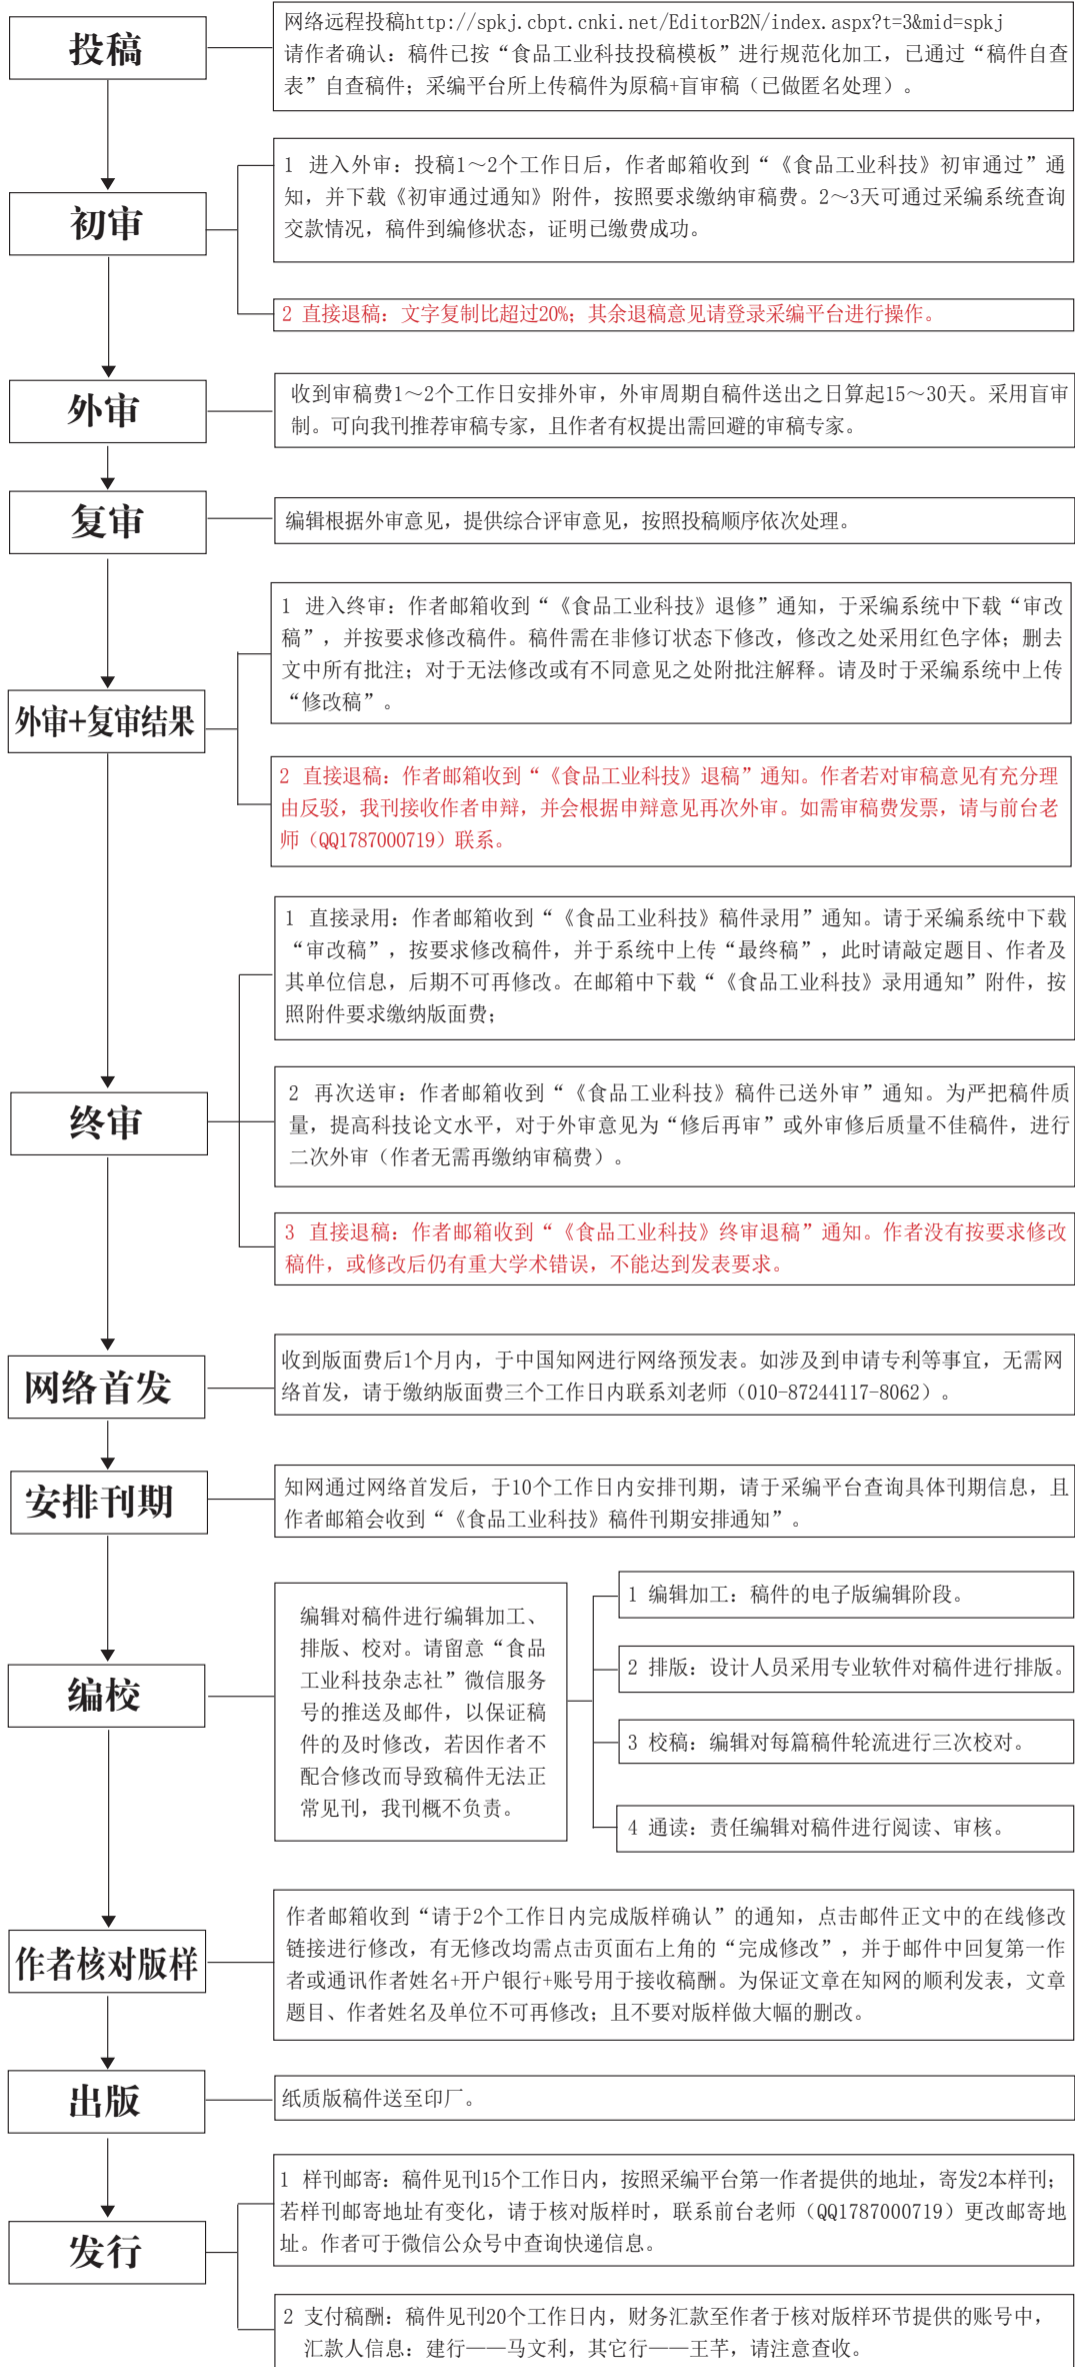 投稿
网络远程投稿http://spkj.cbpt.cnki.net/EditorB2N/index.aspx?t=3&mid=spkj
请作者确认：稿件已按“食品工业科技投稿模板”进行规范化加工，已通过“稿件自查
表”自查稿件；采编平台所上传稿件为原稿+盲审稿（已做匿名处理）。
初审
1 进入外审：投稿1～2个工作日后，作者邮箱收到“《食品工业科技》初审通过”通
知，并下载《初审通过通知》附件，按照要求缴纳审稿费。2～3天可通过采编系统查询
交款情况，稿件到编修状态，证明已缴费成功。
2 直接退稿：文字复制比超过20%；其余退稿意见请登录采编平台进行操作。
外审
收到审稿费1～2个工作日安排外审，外审周期自稿件送出之日算起15～30天。采用盲审
制。可向我刊推荐审稿专家，且作者有权提出需回避的审稿专家。
复审
编辑根据外审意见，提供综合评审意见，按照投稿顺序依次处理。
外审+复审结果
1 进入终审：作者邮箱收到“《食品工业科技》退修”通知，于采编系统中下载“审改
稿”，并按要求修改稿件。稿件需在非修订状态下修改，修改之处采用红色字体；删去
文中所有批注；对于无法修改或有不同意见之处附批注解释。请及时于采编系统中上传
“修改稿”。
2 直接退稿：作者邮箱收到“《食品工业科技》退稿”通知。作者若对审稿意见有充分理
由反驳，我刊接收作者申辩，并会根据申辩意见再次外审。如需审稿费发票，请与前台老
师（QQ1787000719）联系。
终审
1 直接录用：作者邮箱收到“《食品工业科技》稿件录用”通知。请于采编系统中下载
“审改稿”，按要求修改稿件，并于系统中上传“最终稿”，此时请敲定题目、作者及
其单位信息，后期不可再修改。在邮箱中下载“《食品工业科技》录用通知”附件，按
照附件要求缴纳版面费；
2 再次送审：作者邮箱收到“《食品工业科技》稿件已送外审”通知。为严把稿件质
量，提高科技论文水平，对于外审意见为“修后再审”或外审修后质量不佳稿件，进行
二次外审（作者无需再缴纳审稿费）。
3 直接退稿：作者邮箱收到“《食品工业科技》终审退稿”通知。作者没有按要求修改
稿件，或修改后仍有重大学术错误，不能达到发表要求。
网络首发
收到版面费后1个月内，于中国知网进行网络预发表。如涉及到申请专利等事宜，无需网
络首发，请于缴纳版面费三个工作日内联系刘老师（010-87244117-8062）。
安排刊期
知网通过网络首发后，于10个工作日内安排刊期，请于采编平台查询具体刊期信息，且
作者邮箱会收到“《食品工业科技》稿件刊期安排通知”。
编校
编辑对稿件进行编辑加工、
排版、校对。请留意“食品
工业科技杂志社”微信服务
号的推送及邮件，以保证稿
件的及时修改，若因作者不
配合修改而导致稿件无法正
常见刊，我刊概不负责。
1 编辑加工：稿件的电子版编辑阶段。
2 排版：设计人员采用专业软件对稿件进行排版。
3 校稿：编辑对每篇稿件轮流进行三次校对。
4 通读：责任编辑对稿件进行阅读、审核。
作者核对版样
作者邮箱收到“请于2个工作日内完成版样确认”的通知，点击邮件正文中的在线修改
链接进行修改，有无修改均需点击页面右上角的“完成修改”，并于邮件中回复第一作
者或通讯作者姓名+开户银行+账号用于接收稿酬。为保证文章在知网的顺利发表，文章
题目、作者姓名及单位不可再修改；且不要对版样做大幅的删改。
出版
纸质版稿件送至印厂。
发行
1 样刊邮寄：稿件见刊15个工作日内，按照采编平台第一作者提供的地址，寄发2本样刊；
若样刊邮寄地址有变化，请于核对版样时，联系前台老师（QQ1787000719）更改邮寄地
址。作者可于微信公众号中查询快递信息。
2 支付稿酬：稿件见刊20个工作日内，财务汇款至作者于核对版样环节提供的账号中，
汇款人信息：建行——马文利，其它行——王芊，请注意查收。